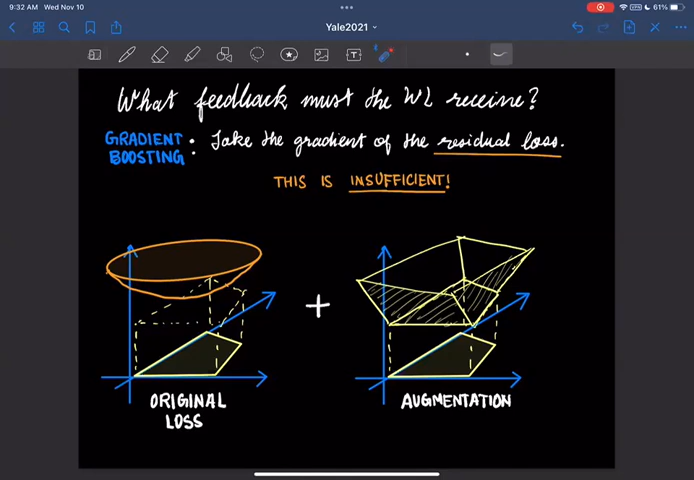 9:32 AM Wed Nov 10
61%
Yale2021
What feedback must the WL receive?
GRADIENT BOOSTING : Take the gradient of the residual loss.
THIS IS INSUFFICIENT!
+
ORIGINAL
LOSS
AUGMENTATION